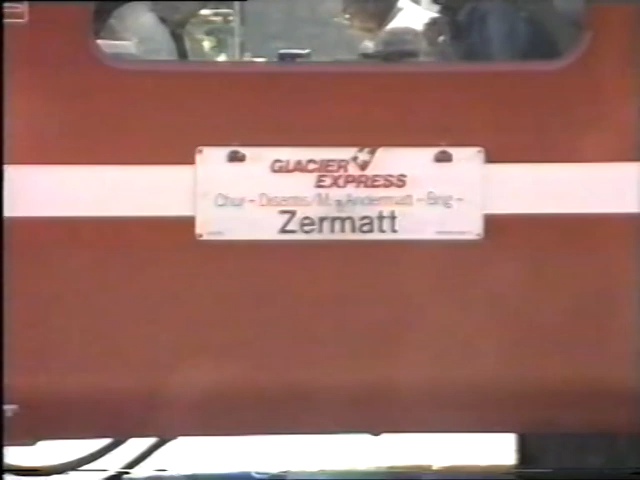 GLACIER
EXPRESS
Chur - Disentis/M. - Andermatt - Brig -
Zermatt